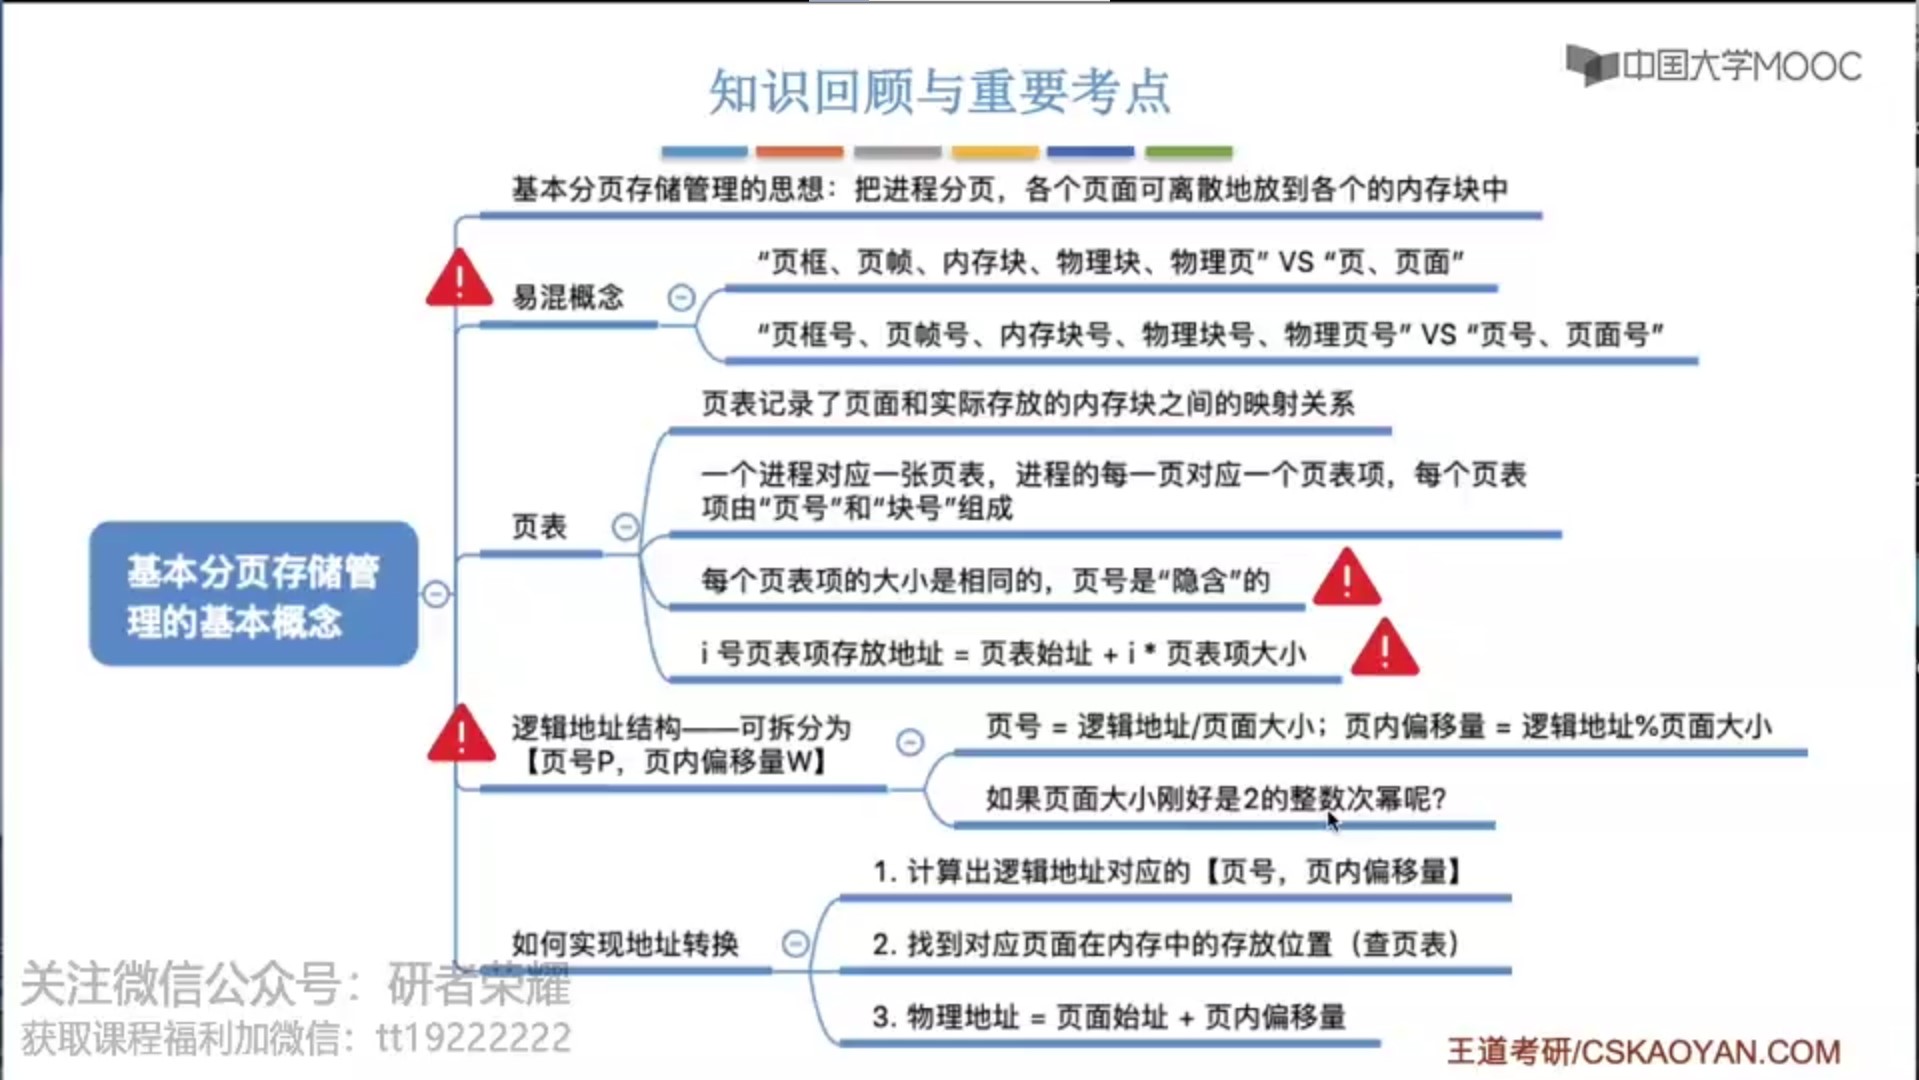 中国大学MOOC
知识回顾与重要考点
基本分页存储管理的思想：把进程分页，各个页面可离散地放到各个的内存块中
易混概念
“页框、页帧、内存块、物理块、物理页” VS “页、页面”
“页框号、页帧号、内存块号、物理块号、物理页号” VS “页号、页面号”
页表记录了页面和实际存放的内存块之间的映射关系
一个进程对应一张页表，进程的每一页对应一个页表项，每个页表
项由“页号”和“块号”组成
页表
每个页表项的大小是相同的，页号是“隐含”的
i 号页表项存放地址 = 页表始址 + i * 页表项大小
基本分页存储管
理的基本概念
逻辑地址结构——可拆分为
【页号P，页内偏移量W】
页号 = 逻辑地址/页面大小；页内偏移量 = 逻辑地址%页面大小
如果页面大小刚好是2的整数次幂呢？
如何实现地址转换
1. 计算出逻辑地址对应的【页号，页内偏移量】
2. 找到对应页面在内存中的存放位置（查页表）
3. 物理地址 = 页面始址 + 页内偏移量
关注微信公众号：研者荣耀
获取课程福利加微信：tt19222222
王道考研/CSKAOYAN.COM